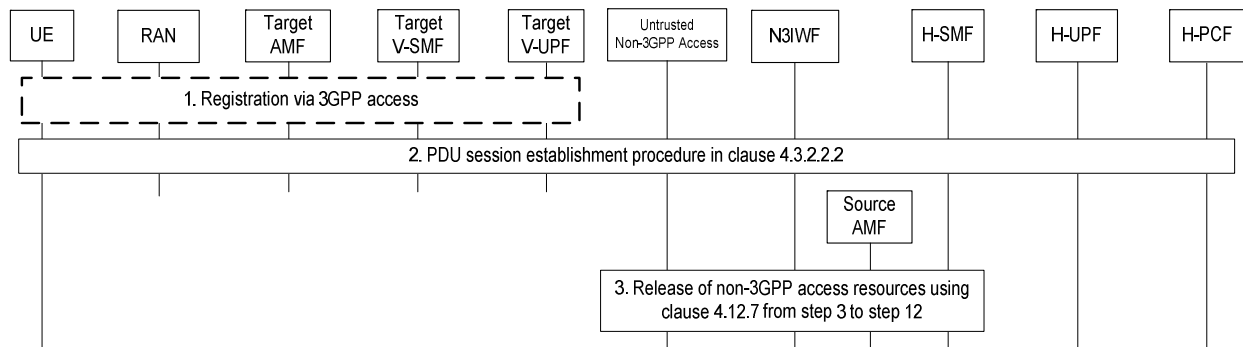 UE
RAN
Target
AMF
Target
V-SMF
Target
V-UPF
Untrusted
Non-3GPP Access
N3IWF
H-SMF
H-UPF
H-PCF
1. Registration via 3GPP access
2. PDU session establishment procedure in clause 4.3.2.2.2
Source
AMF
3. Release of non-3GPP access resources using
clause 4.12.7 from step 3 to step 12